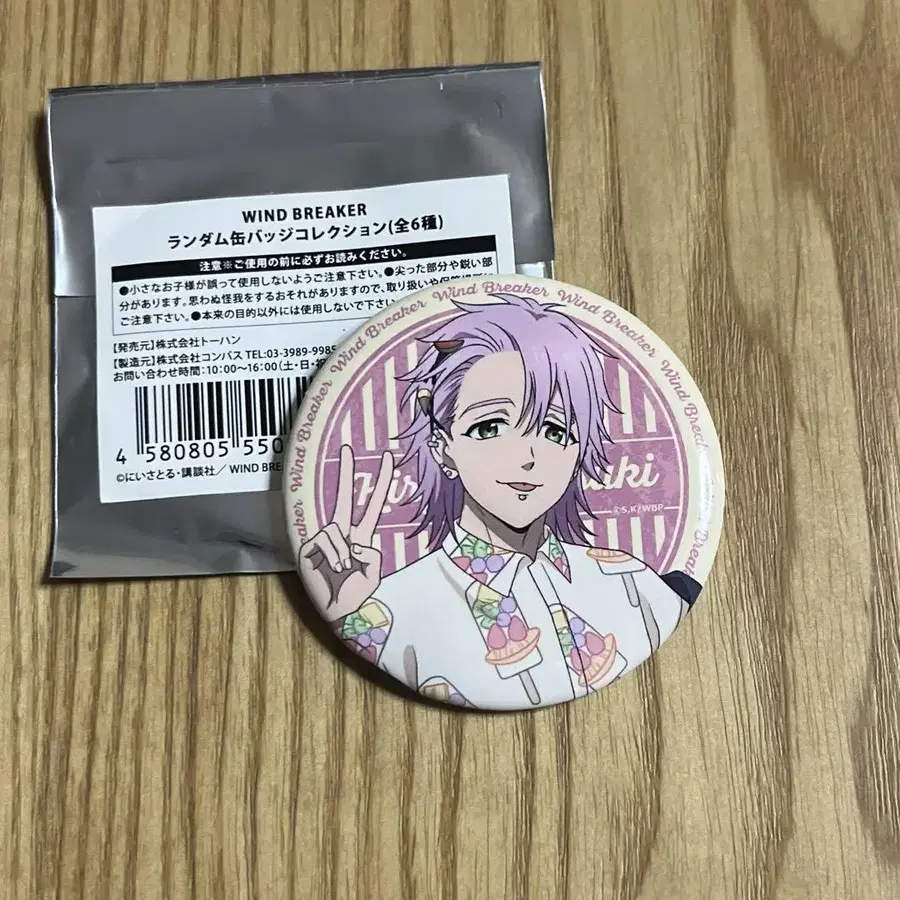 WIND BREAKER
ランダム缶バッジコレクション(全6種)
注意※ご使用の前に必ずお読みください。
●小さなお子様が誤って使用しないようご注意下さい。●尖った部分や鋭い部
分があります。思わぬ怪我をするおそれがありますので、取り扱いや保管場所に
ご注意下さい。●本来の目的以外には使用しないで下さい
【発売元】株式会社トーハン
【製造元】株式会社コンパス TEL:03-3989-9985
お問い合わせ時間:10:00〜16:00(土・日・祝
4 580805 550
©にいさとる・講談社/ WIND BREA
Wind Breaker Wind Breaker Wind Breaker Wind Breaker Wind Breaker
©S,K/WBP